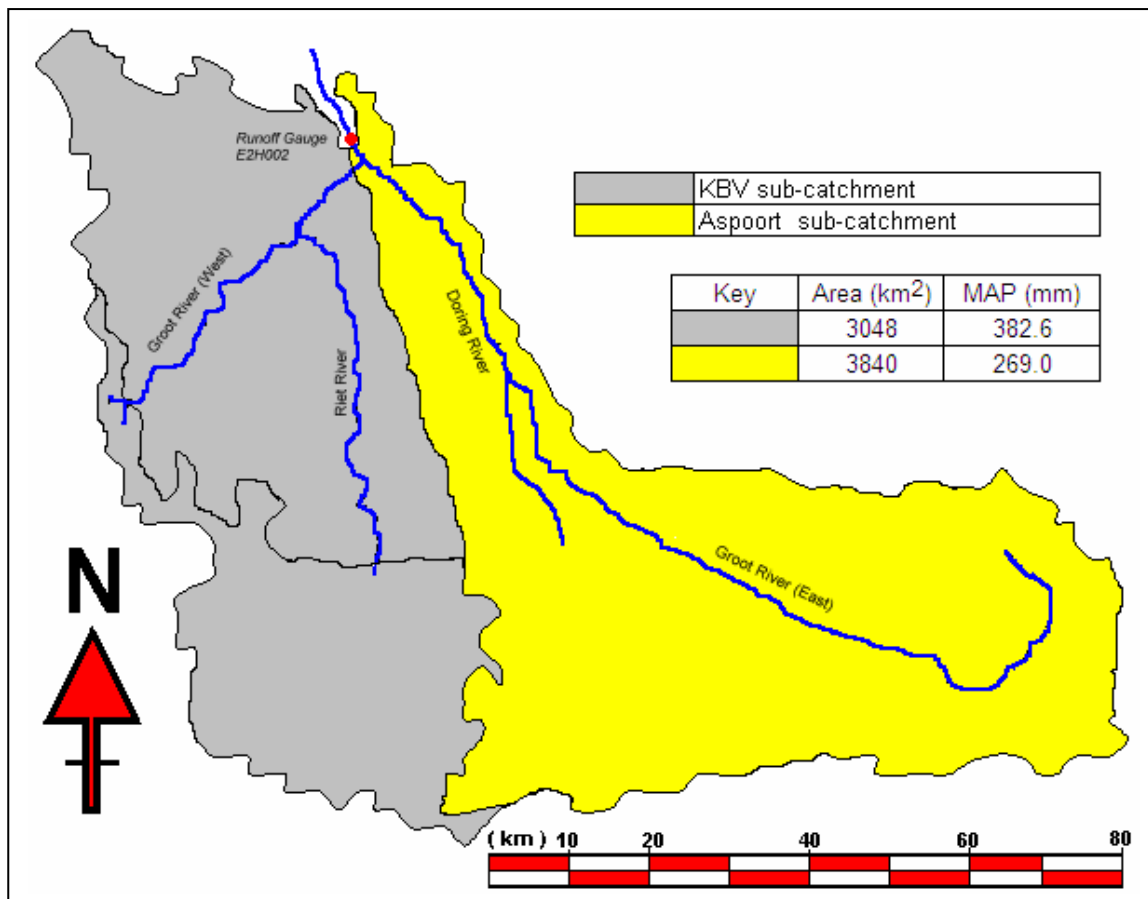 Runoff Gauge
E2H002
KBV sub-catchment
Aspoort sub-catchment
Key Area (km2) MAP (mm)
3048 382.6
3840 269.0
Groot River (West)
Riet River
Doring River
Groot River (East)
N
(km) 10 20 40 60 80